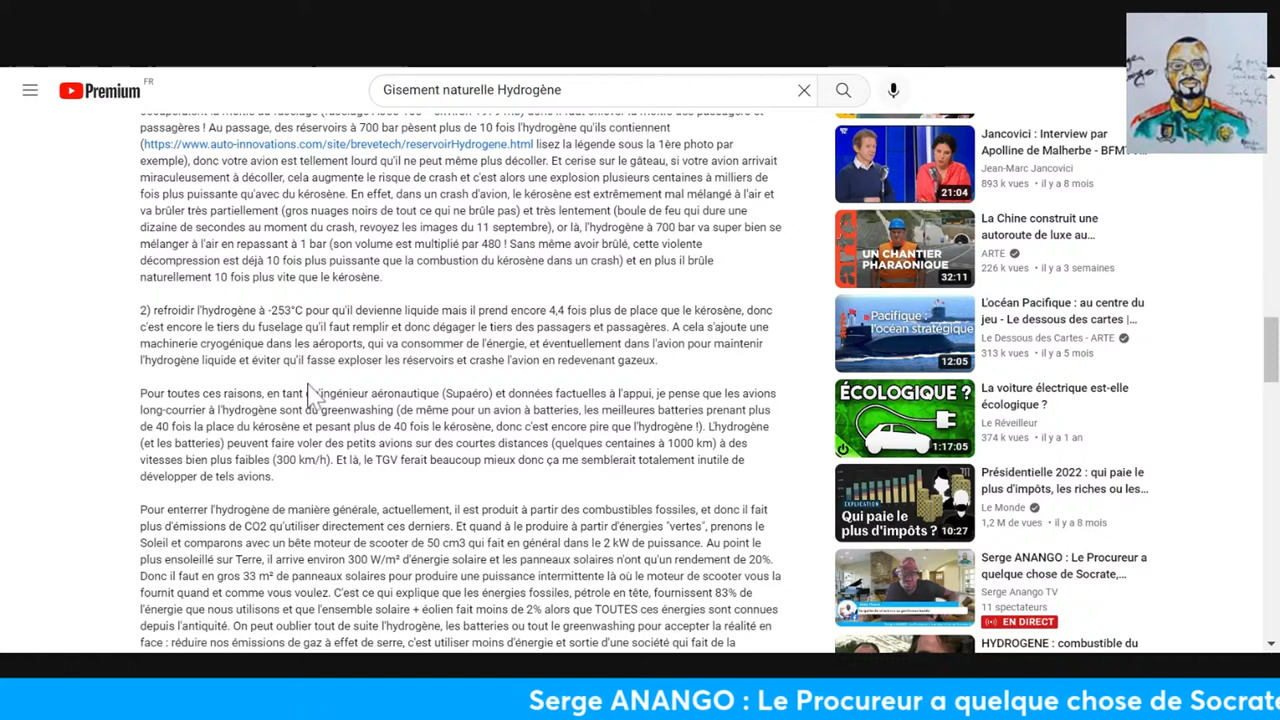 FR
Premium
Gisement naturelle Hydrogène
passagères ! Au passage, des réservoirs à 700 bar pèsent plus de 10 fois l'hydrogène qu'ils contiennent
(https://www.auto-innovations.com/site/brevetech/reservoirHydrogene.html lisez la légende sous la 1ère photo par
exemple), donc votre avion est tellement lourd qu'il ne peut même plus décoller. Et cerise sur le gâteau, si votre avion arrivait
miraculeusement à décoller, cela augmente le risque de crash et c'est alors une explosion plusieurs centaines à milliers de
fois plus puissante qu'avec du kérosène. En effet, dans un crash d'avion, le kérosène est extrêmement mal mélangé à l'air et
va brûler très partiellement (gros nuages noirs de tout ce qui ne brûle pas) et très lentement (boule de feu qui dure une
dizaine de secondes au moment du crash, revoyez les images du 11 septembre), or là, l'hydrogène à 700 bar va super bien se
mélanger à l'air en repassant à 1 bar (son volume est multiplié par 480 ! Sans même avoir brûlé, cette violente
décompression est déjà 10 fois plus puissante que la combustion du kérosène dans un crash) et en plus il brûle
naturellement 10 fois plus vite que le kérosène.
2) refroidir l'hydrogène à -253°C pour qu'il devienne liquide mais il prend encore 4,4 fois plus de place que le kérosène, donc
c'est encore le tiers du fuselage qu'il faut remplir et donc dégager le tiers des passagers et passagères. A cela s'ajoute une
machinerie cryogénique dans les aéroports, qui va consommer de l'énergie, et éventuellement dans l'avion pour maintenir
l'hydrogène liquide et éviter qu'il fasse exploser les réservoirs et crashe l'avion en redevenant gazeux.
Pour toutes ces raisons, en tant qu'ingénieur aéronautique (Supaéro) et données factuelles à l'appui, je pense que les avions
long-courrier à l'hydrogène sont du greenwashing (de même pour un avion à batteries, les meilleures batteries prenant plus
de 40 fois la place du kérosène et pesant plus de 40 fois le kérosène, donc c'est encore pire que l'hydrogène !). L'hydrogène
(et les batteries) peuvent faire voler des petits avions sur des courtes distances (quelques centaines à 1000 km) à des
vitesses bien plus faibles (300 km/h). Et là, le TGV ferait beaucoup mieux donc ça me semblerait totalement inutile de
développer de tels avions.
Pour enterrer l'hydrogène de manière générale, actuellement, il est produit à partir des combustibles fossiles, et donc il fait
plus d'émissions de CO2 qu'utiliser directement ces derniers. Et quand à le produire à partir d'énergies "vertes", prenons le
Soleil et comparons un bête moteur de scooter de 50 cm3 qui fait en général dans le 2 kW de puissance. Au point le
plus ensoleillé sur Terre, il arrive environ 300 W/m² d'énergie solaire et les panneaux solaires n'ont qu'un rendement de 20%.
Donc il faut en gros 33 m² de panneaux solaires pour produire une puissance intermittente là où le moteur de scooter vous la
fournit quand et comme vous voulez. C'est ce qui explique que les énergies fossiles, pétrole en tête, fournissent 83% de
l'énergie que nous utilisons et que l'ensemble solaire + éolien fait moins de 2% alors que TOUTES ces énergies sont connues
depuis l'antiquité. On peut oublier tout de suite l'hydrogène, les batteries ou tout le greenwashing pour accepter la réalité en
face : réduire nos émissions de gaz à effet de serre, c'est utiliser moins d'énergie et sortie d'une société qui fait de la
21:04
Jancovici : Interview par
Apolline de Malherbe - BFMT
Jean-Marc Jancovici
893 k vues • il y a 8 mois
arte
UN CHANTIER
PHARAONIQUE
32:11
La Chine construit une
autoroute de luxe au...
ARTE
226 k vues • il y a 3 semaines
Pacifique :
l'océan stratégique
12:05
L'océan Pacifique : au centre du
jeu - Le dessous des cartes |...
Le Dessous des Cartes - ARTE
313 k vues • il y a 5 mois
ÉCOLOGIQUE ?
1:17:05
La voiture électrique est-elle
écologique ?
Le Réveilleur
374 k vues • il y a 1 an
EXPLICATION
Qui paie le
plus d'impôts ?
10:27
Présidentielle 2022 : qui paie le
plus d'impôts, les riches ou les...
Le Monde
1,2 M de vues • il y a 8 mois
Serge ANANGO : Le Procureur a
quelque chose de Socrate,...
Serge Anango TV
11 spectateurs
EN DIRECT
HYDROGENE : combustible du
Serge ANANGO : Le Procureur a quelque chose de Socrate